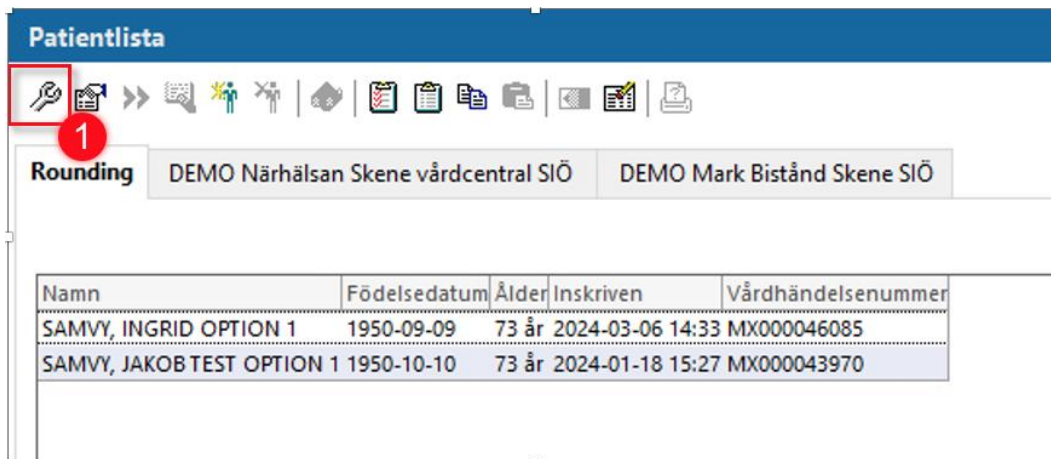 Patientlista
1
Rounding DEMO Närhälsan Skene vårdcentral SIÖ DEMO Mark Bistånd Skene SIÖ
Namn Födelsedatum Ålder Inskriven Vårdhändelsenummer
SAMVY, INGRID OPTION 1 1950-09-09 73 år 2024-03-06 14:33 MX000046085
SAMVY, JAKOB TEST OPTION 1 1950-10-10 73 år 2024-01-18 15:27 MX000043970